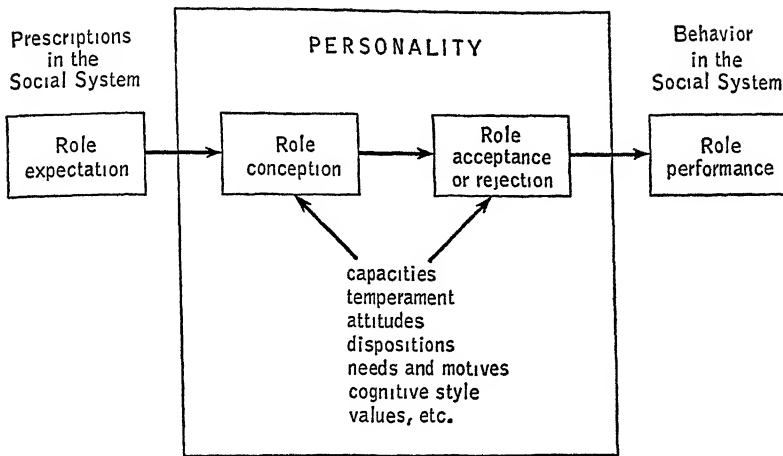 Prescriptions
in the
Social System
PERSONALITY
Behavior
in the
Social System
Role
expectation
Role
conception
Role
acceptance
or rejection
Role
performance
capacities
temperament
attitudes
dispositions
needs and motives
cognitive style
values, etc.